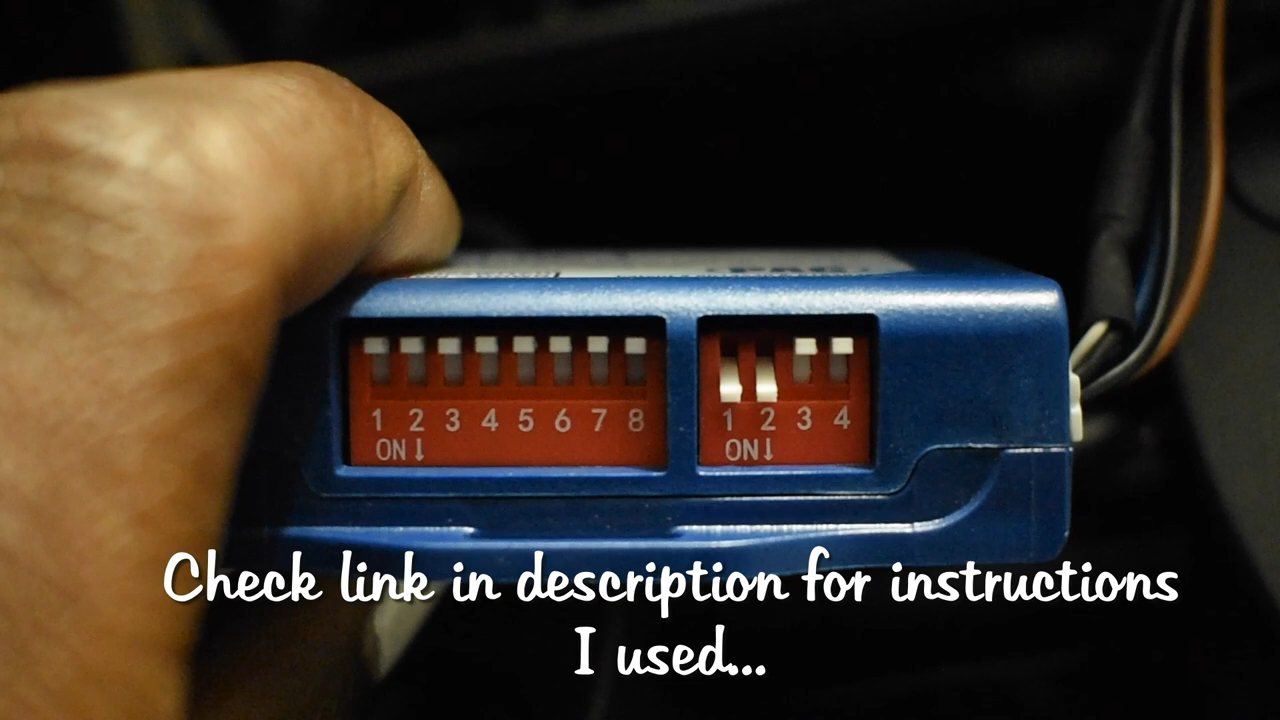 PAC
1 2 3 4 5 6 7 8
ON↓
1 2 3 4
ON↓
Check link in description for instructions
I used...